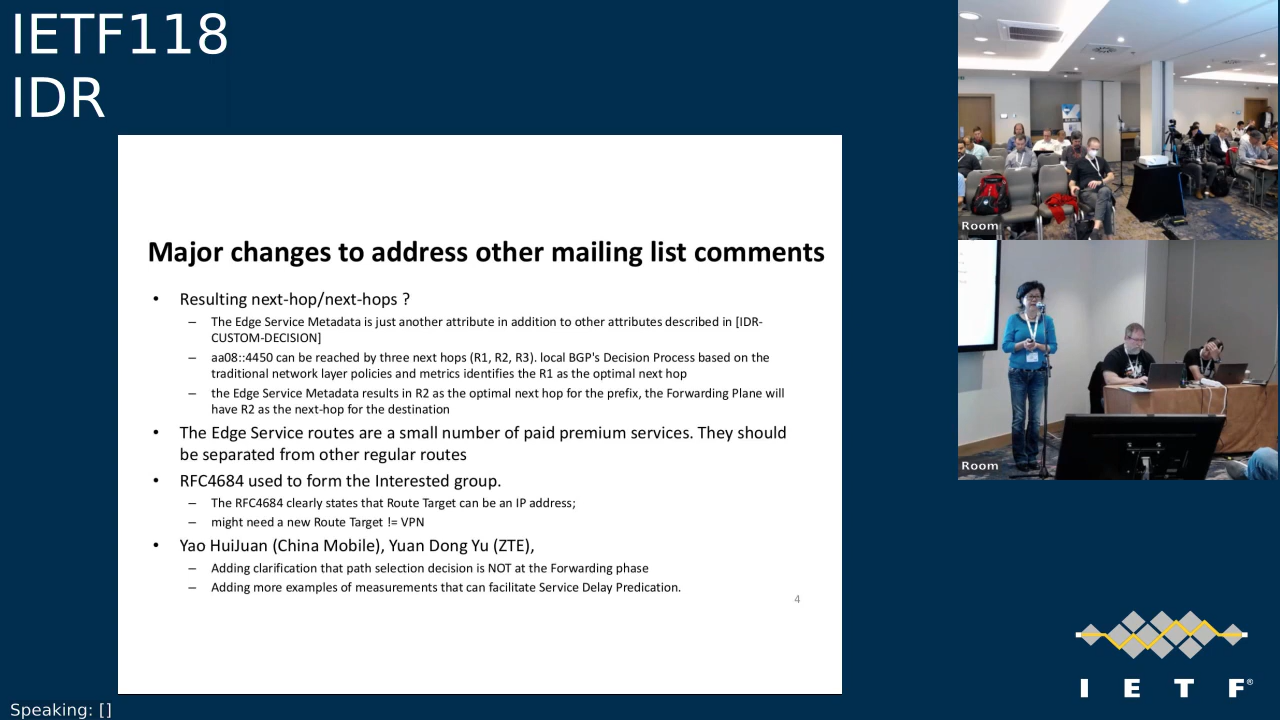 IETF118
IDR
Major changes to address other mailing list comments
• Resulting next-hop/next-hops ?
– The Edge Service Metadata is just another attribute in addition to other attributes described in [IDR-
CUSTOM-DECISION]
– aa08::4450 can be reached by three next hops (R1, R2, R3). local BGP's Decision Process based on the
traditional network layer policies and metrics identifies the R1 as the optimal next hop
– the Edge Service Metadata results in R2 as the optimal next hop for the prefix, the Forwarding Plane will
have R2 as the next-hop for the destination
• The Edge Service routes are a small number of paid premium services. They should
be separated from other regular routes
• RFC4684 used to form the Interested group.
– The RFC4684 clearly states that Route Target can be an IP address;
– might need a new Route Target != VPN
• Yao HuiJuan (China Mobile), Yuan Dong Yu (ZTE),
– Adding clarification that path selection decision is NOT at the Forwarding phase
– Adding more examples of measurements that can facilitate Service Delay Predication.
4
Room
Room
I E T F®
Speaking: []